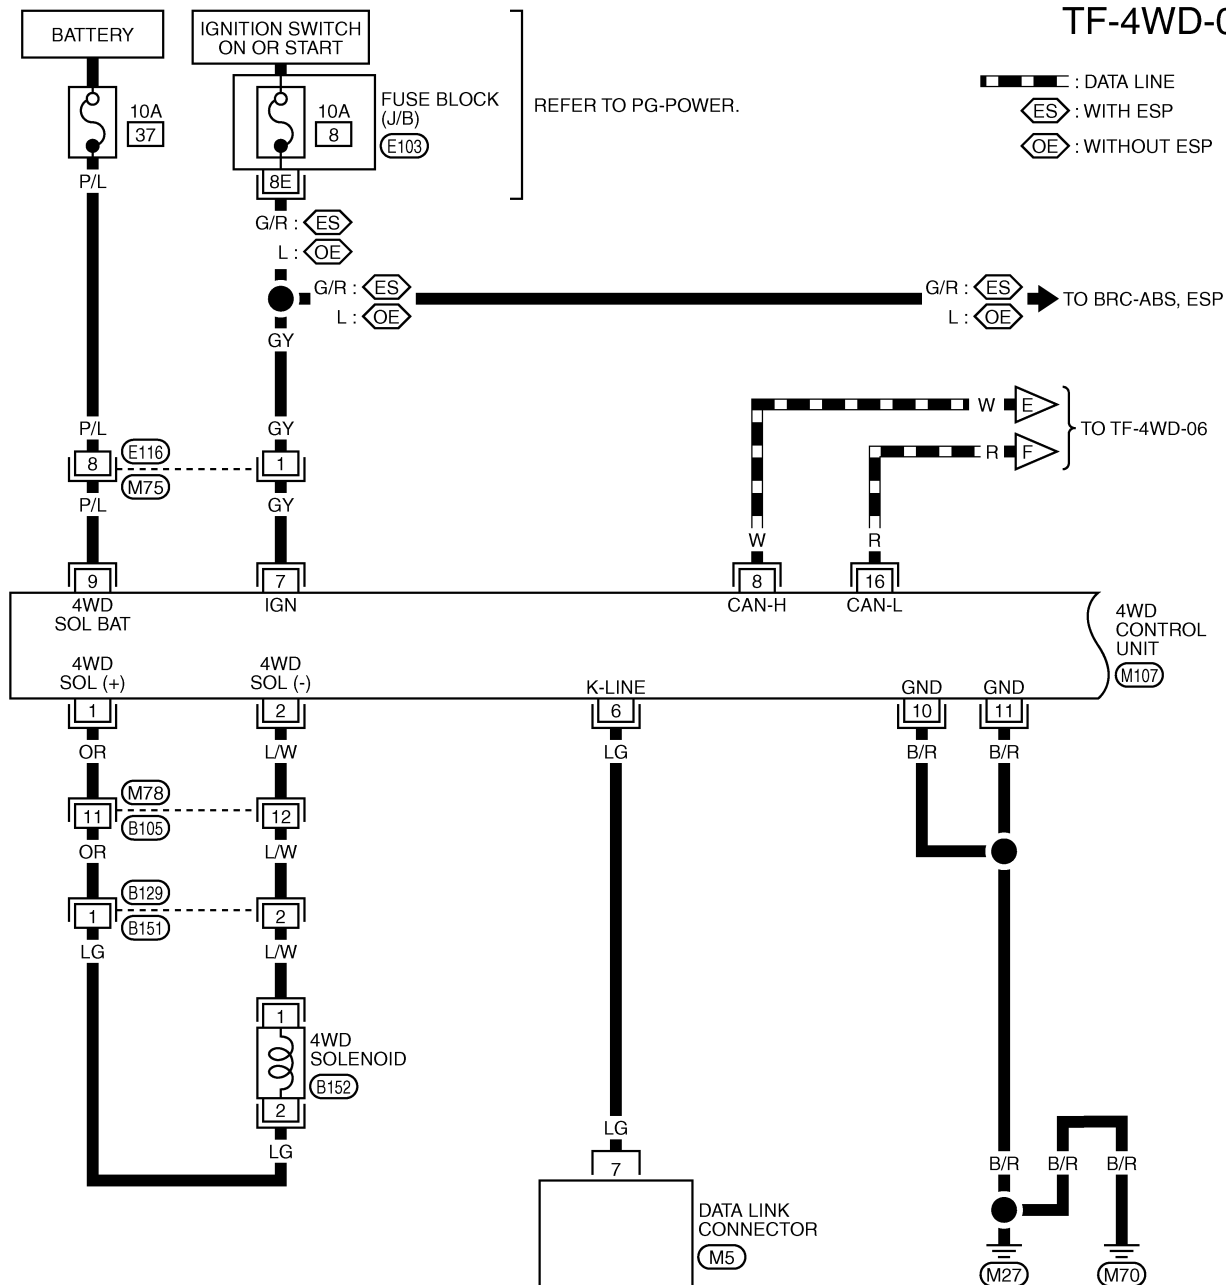 TF-4WD-0
BATTERY
IGNITION SWITCH
ON OR START
: DATA LINE
ES : WITH ESP
OE : WITHOUT ESP
10A
37
10A
8
FUSE BLOCK
(J/B)
E103
REFER TO PG-POWER.
P/L
8E
G/R : ES
L : OE
G/R : ES
L : OE
G/R : ES
L : OE
TO BRC-ABS, ESP
GY
W E
R F
TO TF-4WD-06
P/L
GY
8
E116
M75
1
P/L
GY
W
R
9
7
8
16
4WD
SOL BAT
IGN
CAN-H
CAN-L
4WD
CONTROL
UNIT
M107
4WD
SOL (+)
4WD
SOL (-)
K-LINE
GND
GND
1
2
6
10
11
OR
L/W
LG
B/R
B/R
11
M78
B105
12
OR
L/W
1
B129
B151
2
LG
L/W
1
4WD
SOLENOID
B152
2
LG
LG
7
DATA LINK
CONNECTOR
M5
B/R
B/R
B/R
M27
M70